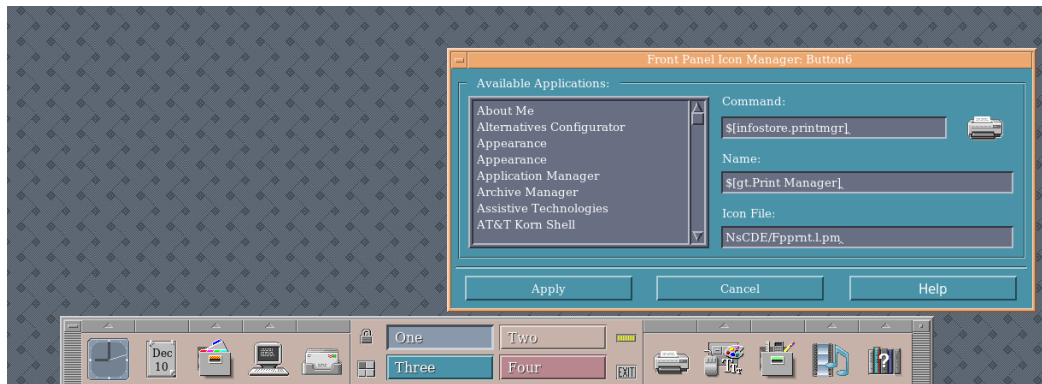 Front Panel Icon Manager: Button6
Available Applications:
About Me
Alternatives Configurator
Appearance
Appearance
Application Manager
Archive Manager
Assistive Technologies
AT&T Korn Shell
Command:
$[infostore.printmgr]
Name:
$[gt.Print Manager]
Icon File:
NsCDE/Fpprnt.l.pm
Apply
Cancel
Help
Dec
10
One
Two
Three
Four
EXIT